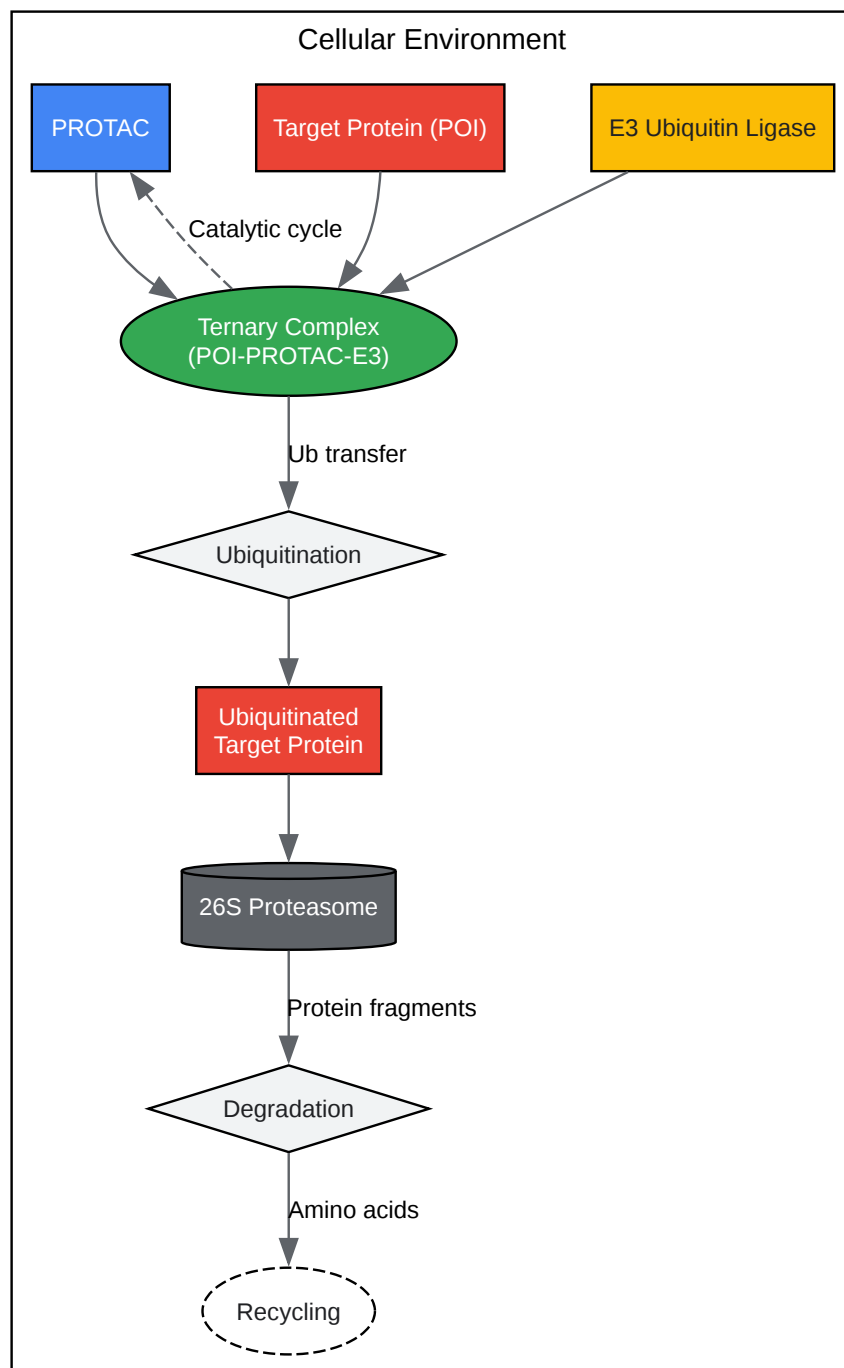 Cellular Environment
PROTAC
Target Protein (POI)
E3 Ubiquitin Ligase
Catalytic cycle
Ternary Complex
(POI-PROTAC-E3)
Ub transfer
Ubiquitination
Ubiquitinated
Target Protein
26S Proteasome
Protein fragments
Degradation
Amino acids
Recycling